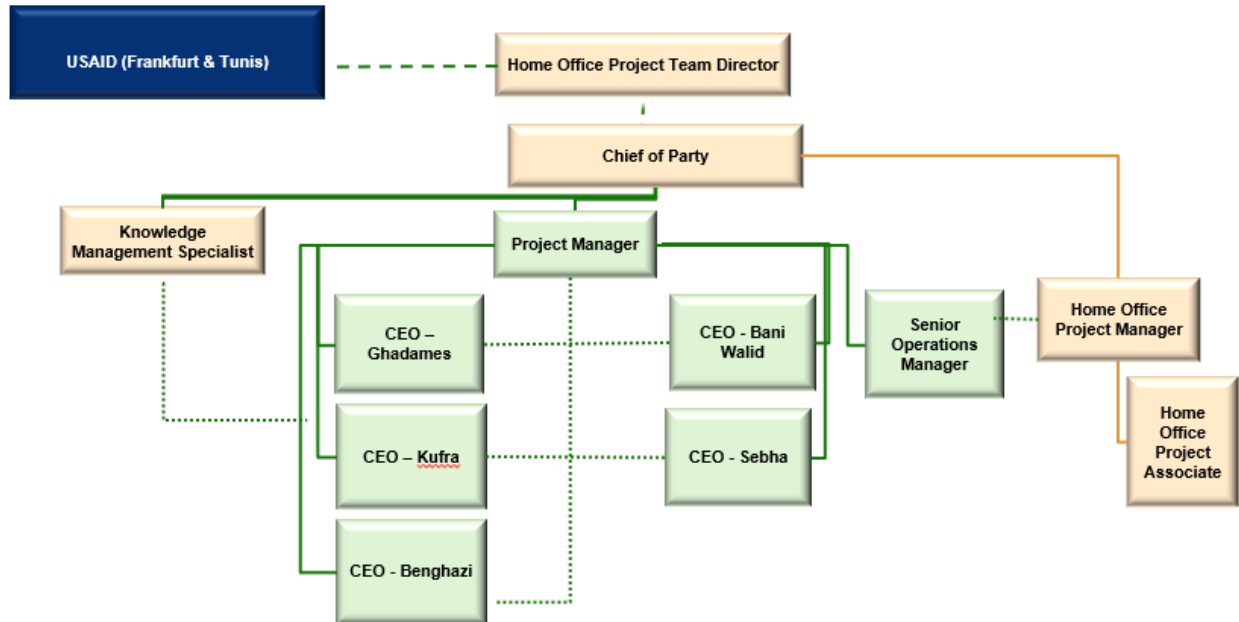 USAID (Frankfurt & Tunis)
Home Office Project Team Director
Chief of Party
Knowledge
Management Specialist
Project Manager
CEO –
Ghadames
CEO - Bani
Walid
Senior
Operations
Manager
Home Office
Project Manager
CEO – Kufra
CEO - Sebha
Home
Office
Project
Associate
CEO - Benghazi